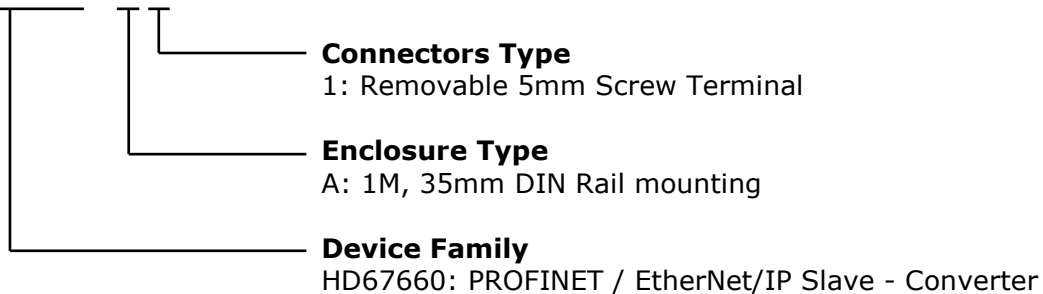 Connectors Type
1: Removable 5mm Screw Terminal
Enclosure Type
A: 1M, 35mm DIN Rail mounting
Device Family
HD67660: PROFINET / EtherNet/IP Slave - Converter